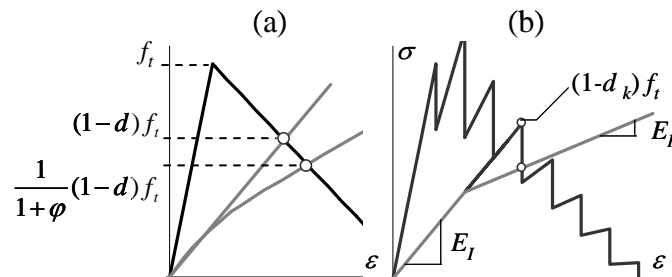 (a)
f_t
(1−d)f_t
1/(1+φ) (1−d)f_t
ε
(b)
σ
(1-d_k)f_t
E_I
E_I
ε